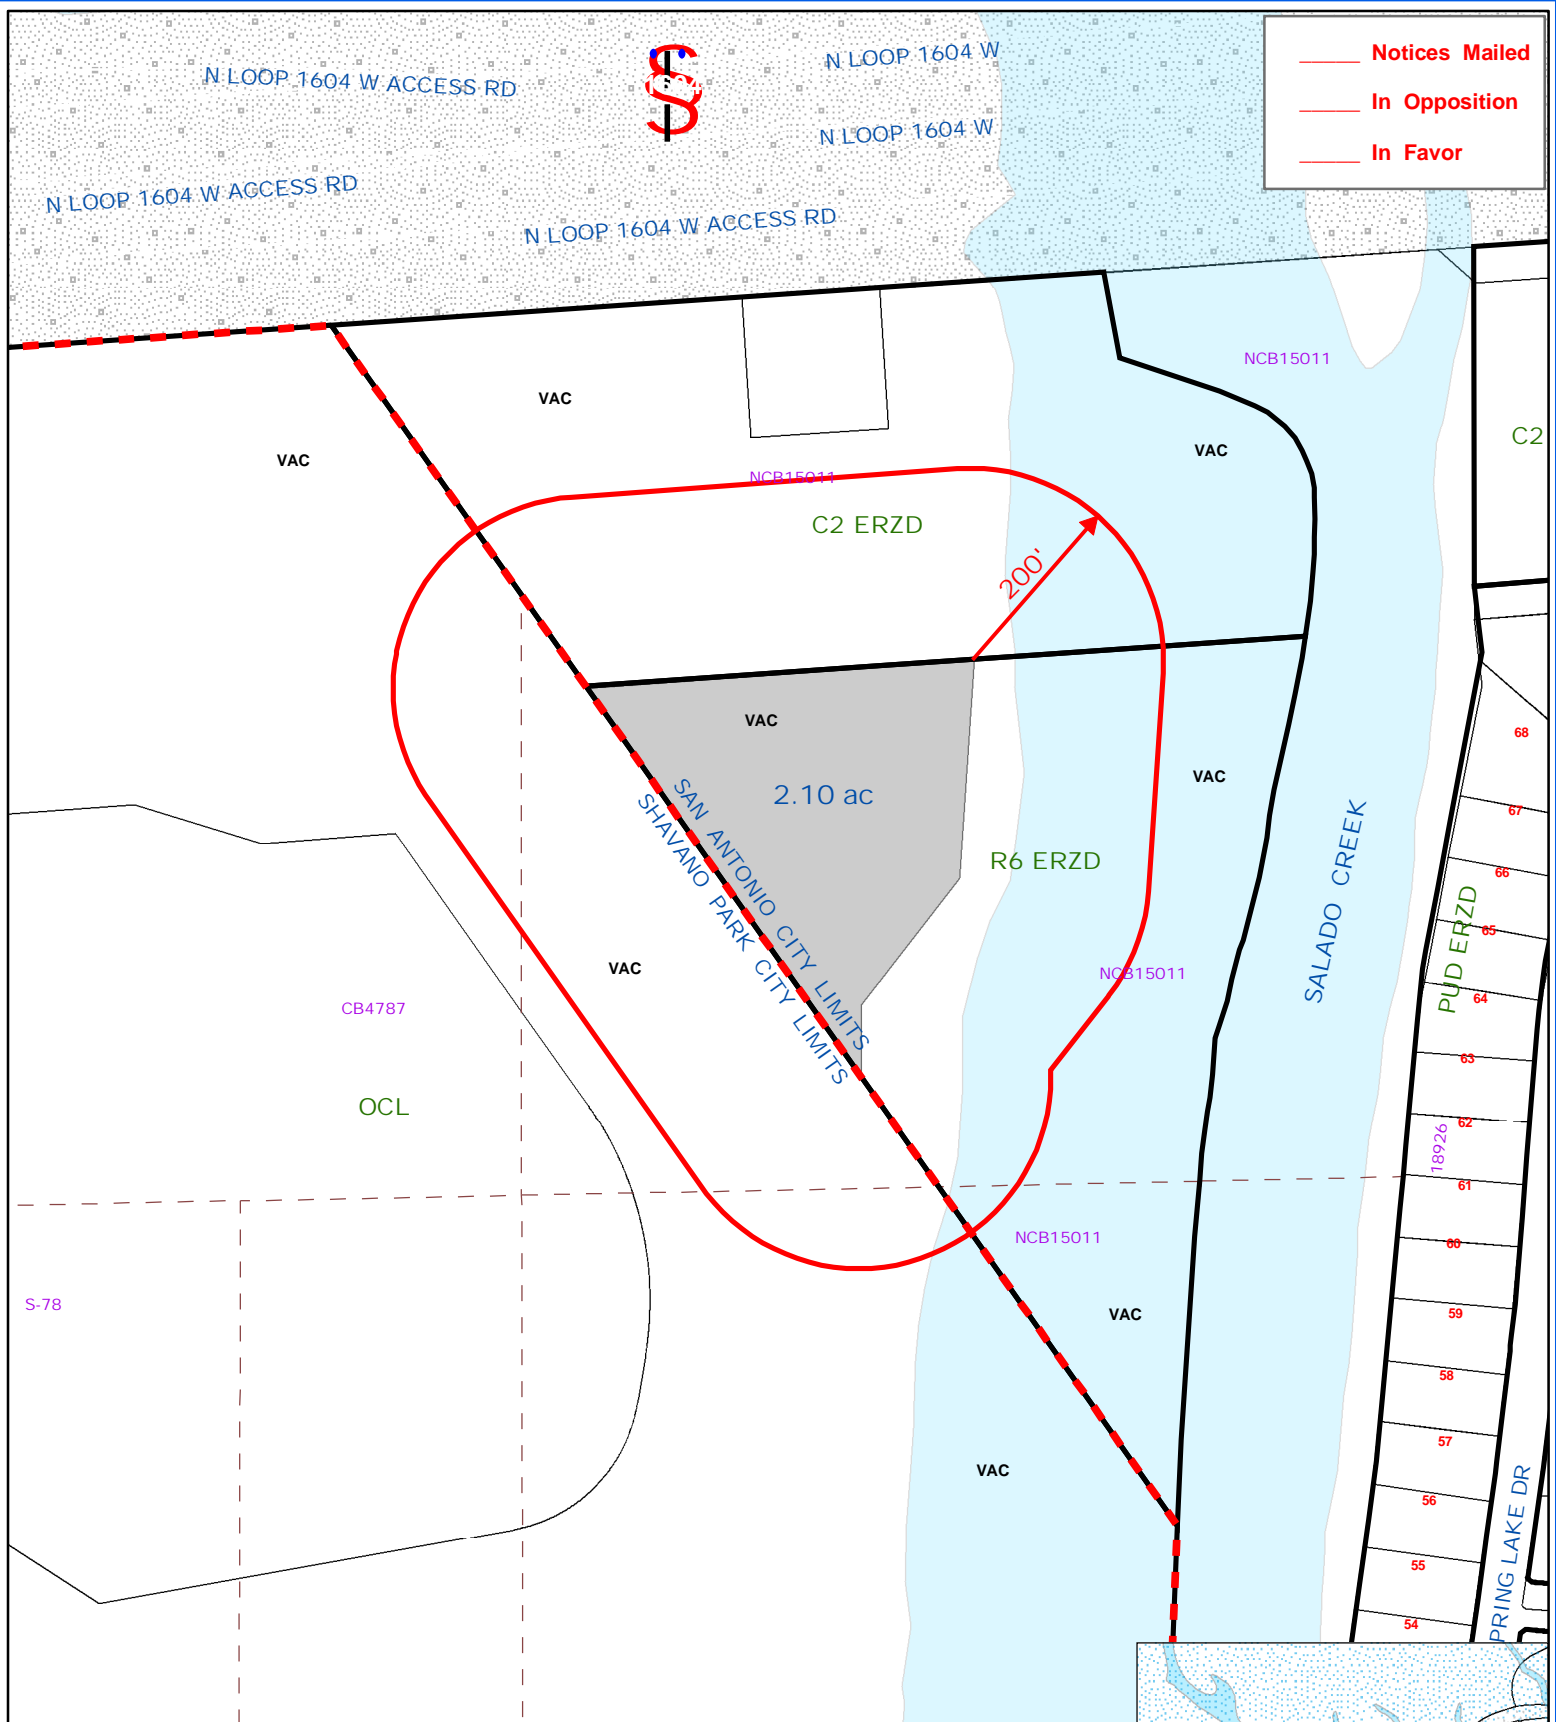 N LOOP 1604 W ACCESS RD
1604
N LOOP 1604 W
_____ Notices Mailed
_____ In Opposition
_____ In Favor
N LOOP 1604 W
N LOOP 1604 W ACCESS RD
N LOOP 1604 W ACCESS RD
NCB15011
VAC
C2
VAC
VAC
NCB15011
C2 ERZD
200'
VAC
2.10 ac
VAC
68
67
66
65
64
63
62
61
60
59
58
57
56
55
54
SAN ANTONIO CITY LIMITS
SHAVANO PARK CITY LIMITS
R6 ERZD
SALADO CREEK
PUD ERZD
VAC
NCB15011
CB4787
OCL
18926
NCB15011
S-78
VAC
VAC
PRING LAKE DR